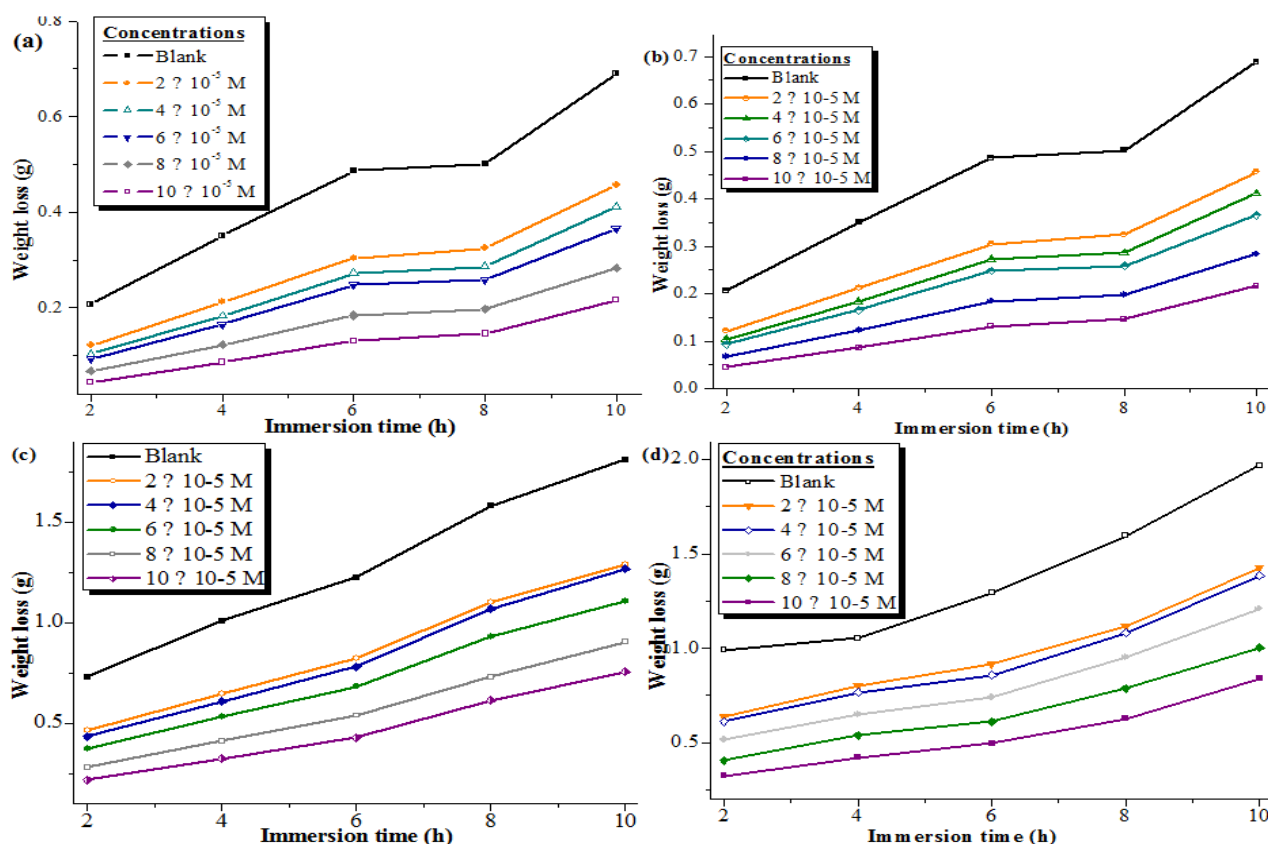 (a)
Concentrations
Blank
2 ? 10⁻⁵ M
4 ? 10⁻⁵ M
6 ? 10⁻⁵ M
8 ? 10⁻⁵ M
10 ? 10⁻⁵ M
Weight loss (g)
0.8
0.4
0.2
2
4
6
8
10
Immersion time (h)
(b)
Concentrations
Blank
2 ? 10-5 M
4 ? 10-5 M
6 ? 10-5 M
8 ? 10-5 M
10 ? 10-5 M
Weight loss (g)
0.7
0.6
0.5
0.4
0.3
0.2
0.1
0.0
2
4
6
8
10
Immersion time (h)
(c)
Blank
2 ? 10-5 M
4 ? 10-5 M
6 ? 10-5 M
8 ? 10-5 M
10 ? 10-5 M
Weight loss (g)
1.5
1.0
0.5
2
4
6
8
10
Immersion time (h)
(d)
Concentrations
Blank
2 ? 10-5 M
4 ? 10-5 M
6 ? 10-5 M
8 ? 10-5 M
10 ? 10-5 M
Weight loss (g)
2.0
1.5
1.0
0.5
2
4
6
8
10
Immersion time (h)